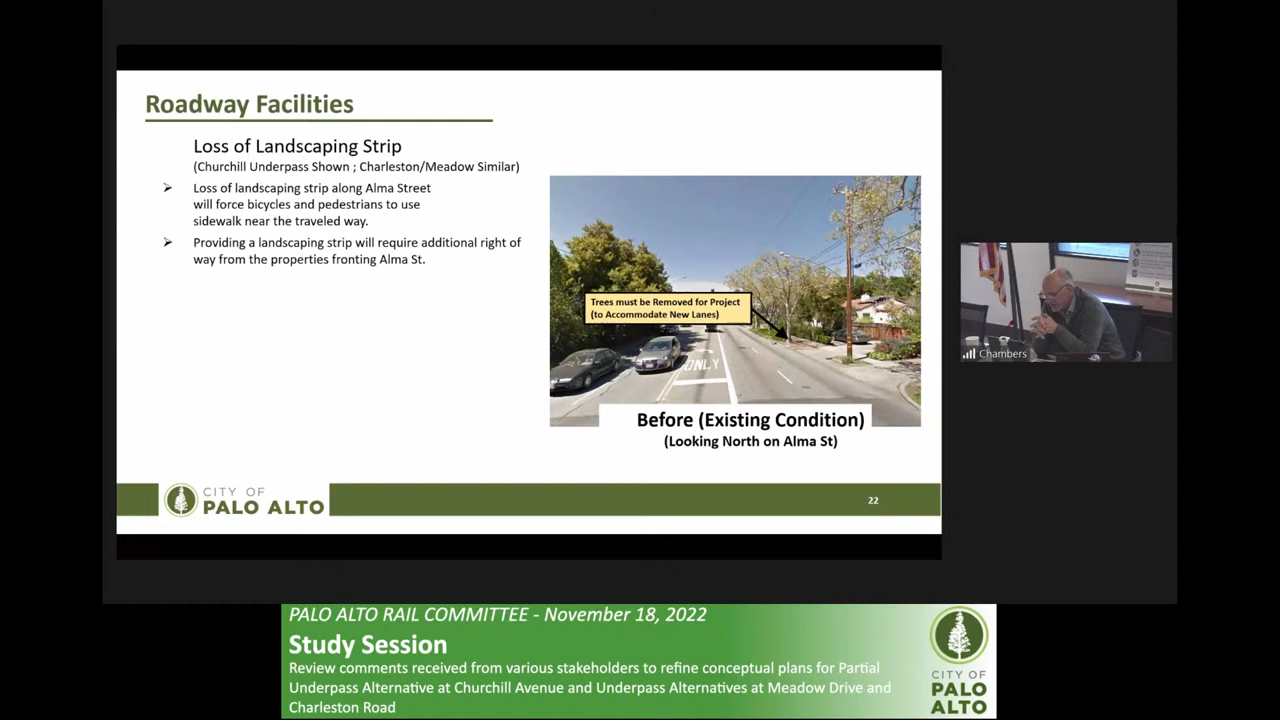 Roadway Facilities
Loss of Landscaping Strip
(Churchill Underpass Shown ; Charleston/Meadow Similar)
➢ Loss of landscaping strip along Alma Street
will force bicycles and pedestrians to use
sidewalk near the traveled way.
➢ Providing a landscaping strip will require additional right of
way from the properties fronting Alma St.
Trees must be Removed for Project
(to Accommodate New Lanes)
ONLY
Before (Existing Condition)
(Looking North on Alma St)
CITY OF
PALO ALTO
22
Chambers
PALO ALTO RAIL COMMITTEE - November 18, 2022
Study Session
Review comments received from various stakeholders to refine conceptual plans for Partial
Underpass Alternative at Churchill Avenue and Underpass Alternatives at Meadow Drive and
Charleston Road
CITY OF
PALO
ALTO